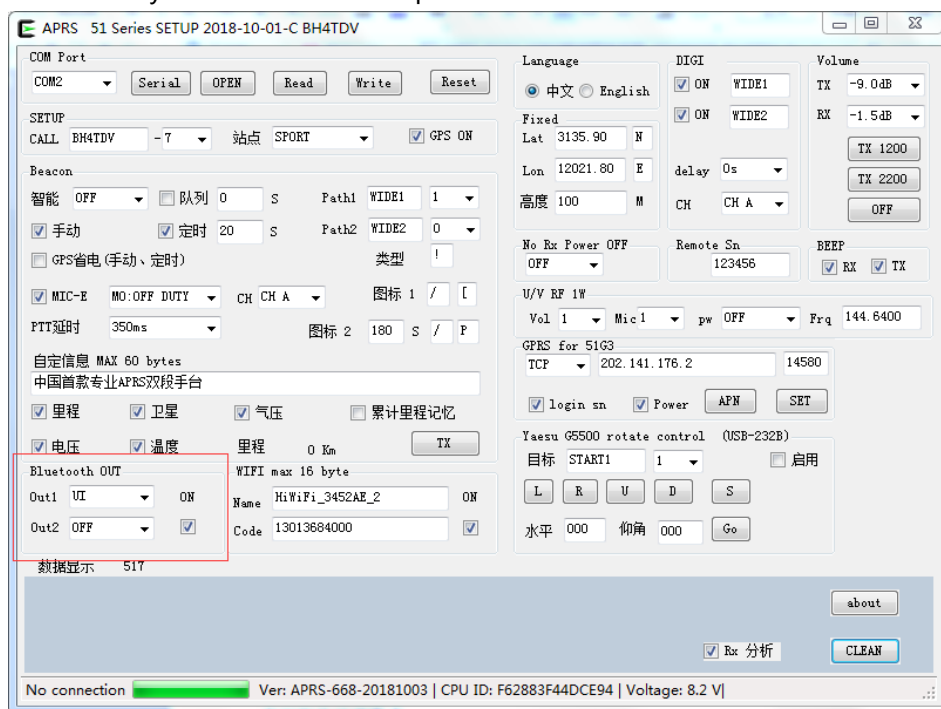 APRS 51 Series SETUP 2018-10-01-C BH4TDV
COM Port
COM2 Serial OPEN Read Write Reset
SETUP
CALL BH4TDV -7 站点 SPORT GPS ON
Beacon
智能 OFF 队列 0 S Path1 WIDE1 1
手动 定时 20 S Path2 WIDE2 0
GPS省电(手动、定时) 类型 !
MIC-E MO:OFF DUTY CH CH A 图标 1 / [
PTT延时 350ms 图标 2 180 S / P
自定信息 MAX 60 bytes
中国首款专业APRS双段手台
里程 卫星 气压 累计里程记忆
电压 温度 里程 0 Km TX
Bluetooth OUT
Out1 UI ON
Out2 OFF
WIFI max 16 byte
Name HiWiFi_3452AE_2 ON
Code 13013684000
Language
中文 English
Fixed
Lat 3135.90 N
Lon 12021.80 E
高度 100 M
DIGI
ON WIDE1
ON WIDE2
delay 0s
CH CH A
Volume
TX -9.0dB
RX -1.5dB
TX 1200
TX 2200
OFF
No Rx Power OFF
OFF
Remote Sn
123456
BEEP
RX TX
U/V RF 1W
Vol 1 Mic 1 pw OFF Frq 144.6400
GPRS for 51G3
TCP 202.141.176.2 14580
login sn Power APN SET
Yaesu G5500 rotate control (USB-232B)
目标 START1 1 启用
L R U D S
水平 000 仰角 000 Go
数据显示 517
about
Rx 分析 CLEAN
No connection Ver: APRS-668-20181003 | CPU ID: F62883F44DCE94 | Voltage: 8.2 V|